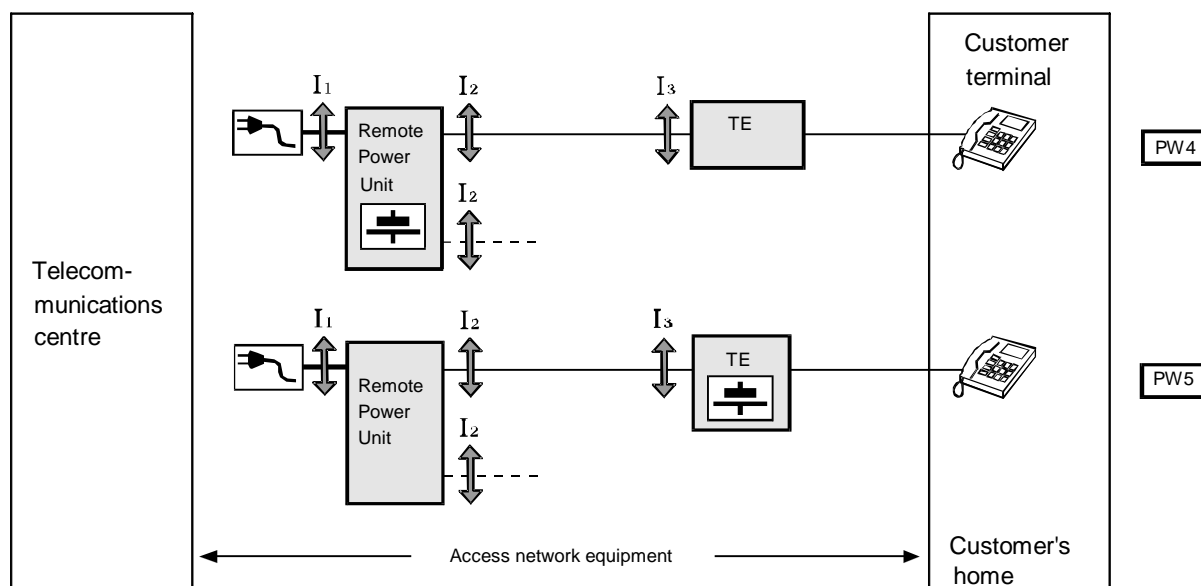 Customer
terminal
I1
I2
I3
Remote
Power
Unit
TE
PW4
I2
Telecom-
munications
centre
I1
I2
I3
Remote
Power
Unit
TE
PW5
I2
Access network equipment
Customer's
home